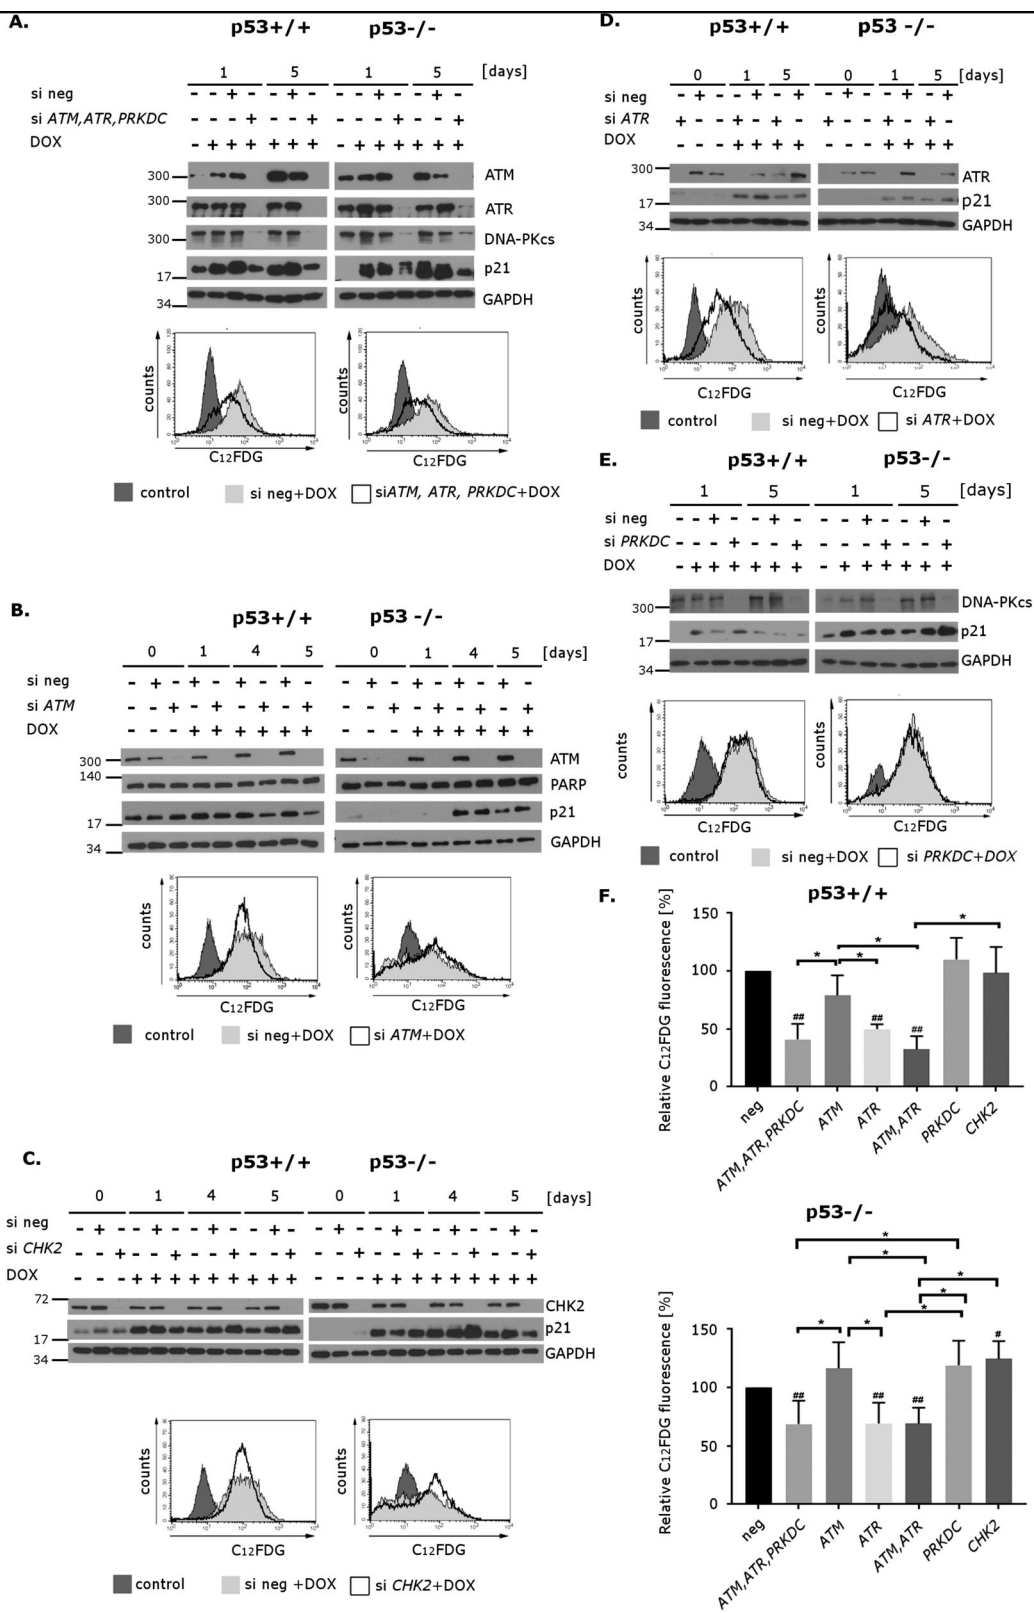 A.
p53+/+ p53-/-
1 5 1 5 [days]
si neg - - + - - + - - - + - - + -
si ATM,ATR,PRKDC - - - + - - + - - - + - - +
DOX - + + + + + + - + + + + + +
300 ATM
300 ATR
300 DNA-PKcs
17 p21
34 GAPDH
counts
C12FDG C12FDG
control si neg+DOX siATM, ATR, PRKDC+DOX
B.
p53+/+ p53 -/-
0 1 4 5 0 1 4 5 [days]
si neg - + - + - + - + - - + - + - + - + -
si ATM - - + - + - + - + - - + - + - + - +
DOX - - - + + + + + + - - - + + + + + +
300 ATM
140 PARP
17 p21
34 GAPDH
counts counts
C12FDG C12FDG
control si neg+DOX si ATM+DOX
C.
p53+/+ p53-/-
0 1 4 5 0 1 4 5 [days]
si neg
si CHK2
DOX
72 CHK2
17 p21
34 GAPDH
counts counts
C12FDG C12FDG
control si neg +DOX si CHK2+DOX
D.
p53+/+ p53 -/-
0 1 5 0 1 5 [days]
si neg
si ATR
DOX
300 ATR
17 p21
34 GAPDH
counts counts
C12FDG C12FDG
control si neg+DOX si ATR+DOX
E.
p53+/+ p53-/-
1 5 1 5 [days]
si neg - - + - - + - - - + - - + -
si PRKDC - - - + - - + - - - + - - +
DOX - + + + + + + - + + + + + +
300 DNA-PKcs
17 p21
34 GAPDH
counts counts
C12FDG C12FDG
control si neg+DOX si PRKDC+DOX
F.
p53+/+
Relative C12FDG fluorescence [%]
150
100
50
0
* * * *
## ## ##
neg ATM,ATR,PRKDC ATM ATR ATM,ATR PRKDC CHK2
p53-/-
Relative C12FDG fluorescence [%]
150
100
50
0
* * * * * * *
## ## ## #
neg ATM,ATR,PRKDC ATM ATR ATM,ATR PRKDC CHK2